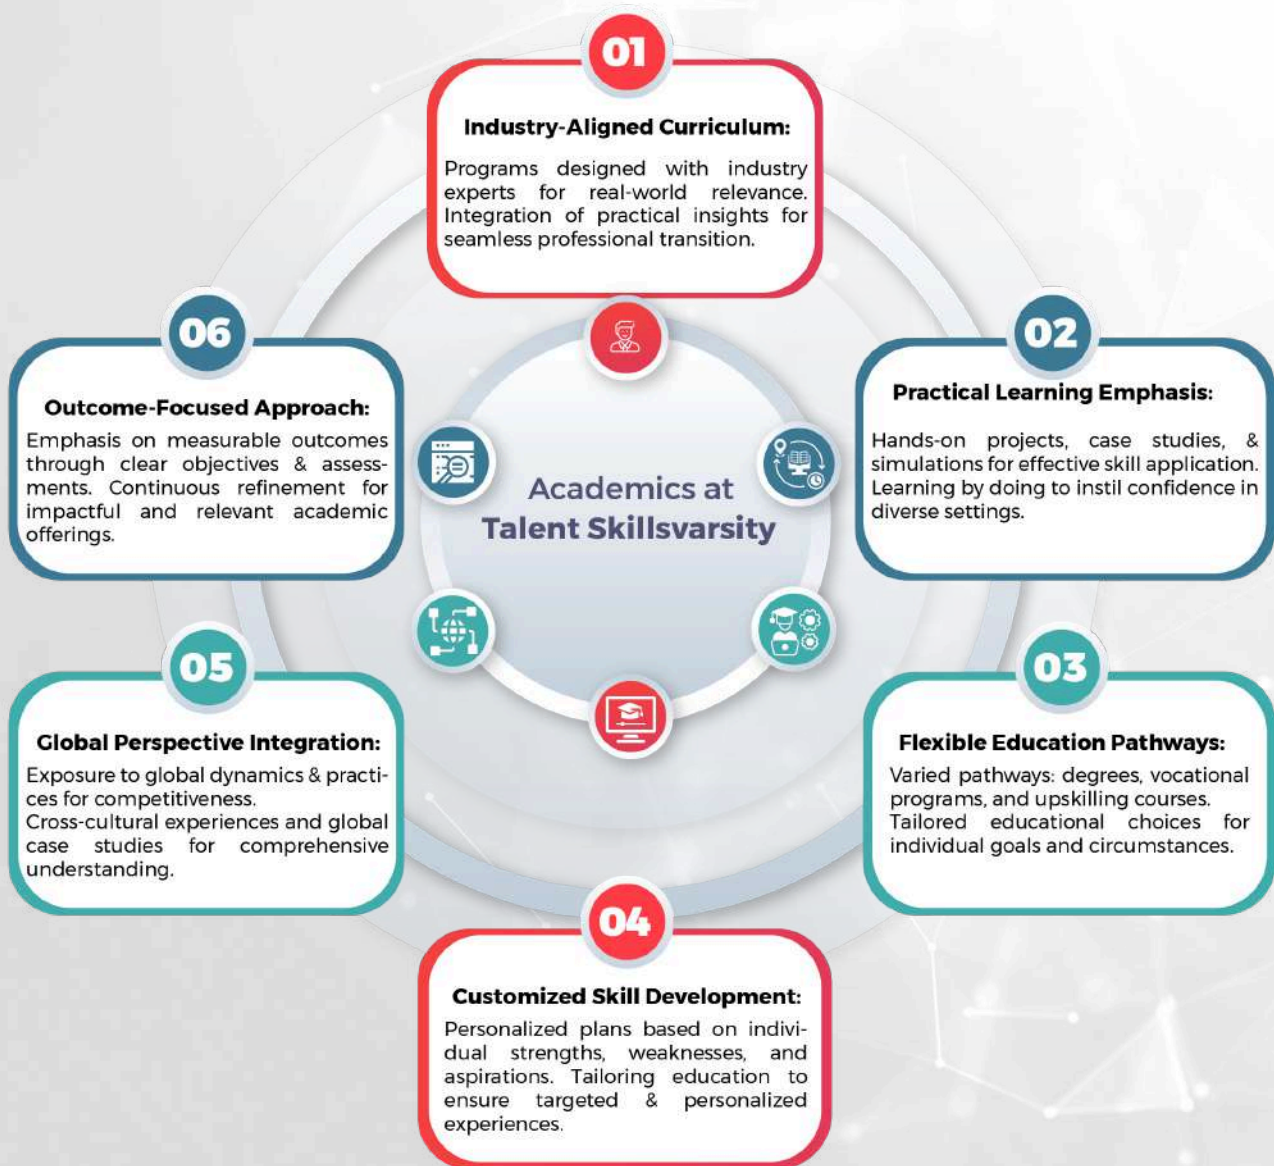 01
Industry-Aligned Curriculum:
Programs designed with industry
experts for real-world relevance.
Integration of practical insights for
seamless professional transition.
06
Outcome-Focused Approach:
Emphasis on measurable outcomes
through clear objectives & assess-
ments. Continuous refinement for
impactful and relevant academic
offerings.
Academics at
Talent Skillsvarsity
02
Practical Learning Emphasis:
Hands-on projects, case studies, &
simulations for effective skill application.
Learning by doing to instil confidence in
diverse settings.
05
Global Perspective Integration:
Exposure to global dynamics & practi-
ces for competitiveness.
Cross-cultural experiences and global
case studies for comprehensive
understanding.
03
Flexible Education Pathways:
Varied pathways: degrees, vocational
programs, and upskilling courses.
Tailored educational choices for
individual goals and circumstances.
04
Customized Skill Development:
Personalized plans based on indivi-
dual strengths, weaknesses, and
aspirations. Tailoring education to
ensure targeted & personalized
experiences.